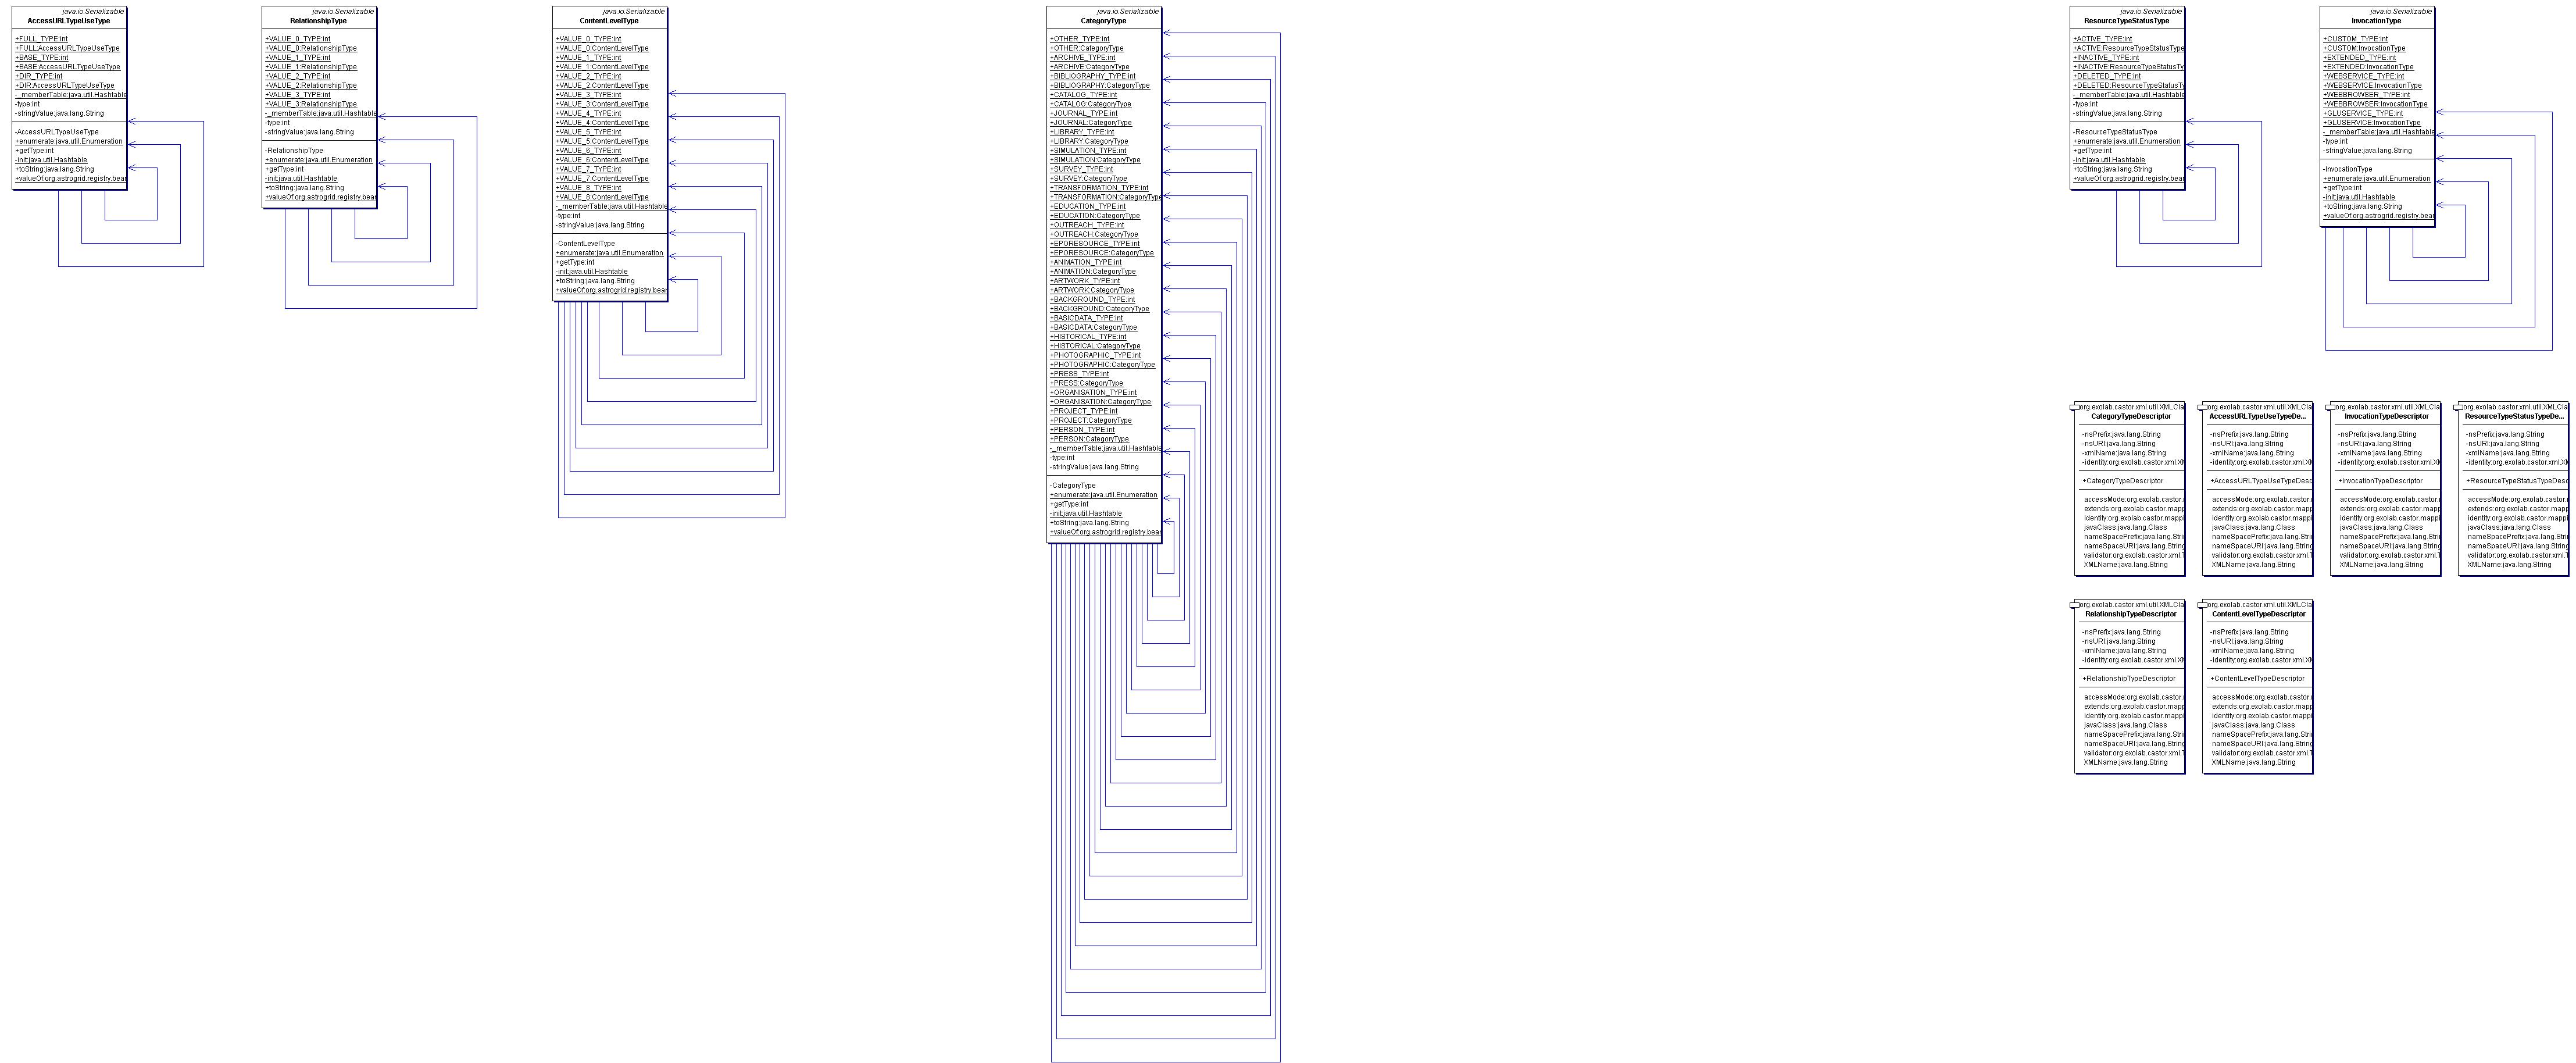 java.io.Serializable
AccessURLTypeUseType
+FULL_TYPE:int
+FULL:AccessURLTypeUseType
+BASE_TYPE:int
+BASE:AccessURLTypeUseType
+DIR_TYPE:int
+DIR:AccessURLTypeUseType
-_memberTable:java.util.Hashtable
-type:int
-stringValue:java.lang.String
-AccessURLTypeUseType
+enumerate:java.util.Enumeration
+getType:int
-init:java.util.Hashtable
+toString:java.lang.String
+valueOf:org.astrogrid.registry.bear
java.io.Serializable
RelationshipType
+VALUE_0_TYPE:int
+VALUE_0:RelationshipType
+VALUE_1_TYPE:int
+VALUE_1:RelationshipType
+VALUE_2_TYPE:int
+VALUE_2:RelationshipType
+VALUE_3_TYPE:int
+VALUE_3:RelationshipType
-_memberTable:java.util.Hashtable
-type:int
-stringValue:java.lang.String
-RelationshipType
+enumerate:java.util.Enumeration
+getType:int
-init:java.util.Hashtable
+toString:java.lang.String
+valueOf:org.astrogrid.registry.bear
java.io.Serializable
ContentLevelType
+VALUE_0_TYPE:int
+VALUE_0:ContentLevelType
+VALUE_1_TYPE:int
+VALUE_1:ContentLevelType
+VALUE_2_TYPE:int
+VALUE_2:ContentLevelType
+VALUE_3_TYPE:int
+VALUE_3:ContentLevelType
+VALUE_4_TYPE:int
+VALUE_4:ContentLevelType
+VALUE_5_TYPE:int
+VALUE_5:ContentLevelType
+VALUE_6_TYPE:int
+VALUE_6:ContentLevelType
+VALUE_7_TYPE:int
+VALUE_7:ContentLevelType
+VALUE_8_TYPE:int
+VALUE_8:ContentLevelType
-_memberTable:java.util.Hashtable
-type:int
-stringValue:java.lang.String
-ContentLevelType
+enumerate:java.util.Enumeration
+getType:int
-init:java.util.Hashtable
+toString:java.lang.String
+valueOf:org.astrogrid.registry.bear
java.io.Serializable
CategoryType
+OTHER_TYPE:int
+OTHER:CategoryType
+ARCHIVE_TYPE:int
+ARCHIVE:CategoryType
+BIBLIOGRAPHY_TYPE:int
+BIBLIOGRAPHY:CategoryType
+CATALOG_TYPE:int
+CATALOG:CategoryType
+JOURNAL_TYPE:int
+JOURNAL:CategoryType
+LIBRARY_TYPE:int
+LIBRARY:CategoryType
+SIMULATION_TYPE:int
+SIMULATION:CategoryType
+SURVEY_TYPE:int
+SURVEY:CategoryType
+TRANSFORMATION_TYPE:int
+TRANSFORMATION:CategoryType
+EDUCATION_TYPE:int
+EDUCATION:CategoryType
+OUTREACH_TYPE:int
+OUTREACH:CategoryType
+EPORESOURCE_TYPE:int
+EPORESOURCE:CategoryType
+ANIMATION_TYPE:int
+ANIMATION:CategoryType
+ARTWORK_TYPE:int
+ARTWORK:CategoryType
+BACKGROUND_TYPE:int
+BACKGROUND:CategoryType
+BASICDATA_TYPE:int
+BASICDATA:CategoryType
+HISTORICAL_TYPE:int
+HISTORICAL:CategoryType
+PHOTOGRAPHIC_TYPE:int
+PHOTOGRAPHIC:CategoryType
+PRESS_TYPE:int
+PRESS:CategoryType
+ORGANISATION_TYPE:int
+ORGANISATION:CategoryType
+PROJECT_TYPE:int
+PROJECT:CategoryType
+PERSON_TYPE:int
+PERSON:CategoryType
-_memberTable:java.util.Hashtable
-type:int
-stringValue:java.lang.String
-CategoryType
+enumerate:java.util.Enumeration
+getType:int
-init:java.util.Hashtable
+toString:java.lang.String
+valueOf:org.astrogrid.registry.bear
java.io.Serializable
ResourceTypeStatusType
+ACTIVE_TYPE:int
+ACTIVE:ResourceTypeStatusType
+INACTIVE_TYPE:int
+INACTIVE:ResourceTypeStatusTy
+DELETED_TYPE:int
+DELETED:ResourceTypeStatusTy
-_memberTable:java.util.Hashtable
-type:int
-stringValue:java.lang.String
-ResourceTypeStatusType
+enumerate:java.util.Enumeration
+getType:int
-init:java.util.Hashtable
+toString:java.lang.String
+valueOf:org.astrogrid.registry.bear
java.io.Serializable
InvocationType
+CUSTOM_TYPE:int
+CUSTOM:InvocationType
+EXTENDED_TYPE:int
+EXTENDED:InvocationType
+WEBSERVICE_TYPE:int
+WEBSERVICE:InvocationType
+WEBBROWSER_TYPE:int
+WEBBROWSER:InvocationType
+GLUSERVICE_TYPE:int
+GLUSERVICE:InvocationType
-_memberTable:java.util.Hashtable
-type:int
-stringValue:java.lang.String
-InvocationType
+enumerate:java.util.Enumeration
+getType:int
-init:java.util.Hashtable
+toString:java.lang.String
+valueOf:org.astrogrid.registry.bear
org.exolab.castor.xml.util.XMLCla
CategoryTypeDescriptor
-nsPrefix:java.lang.String
-nsURI:java.lang.String
-xmlName:java.lang.String
-identity:org.exolab.castor.xml.XM
+CategoryTypeDescriptor
accessMode:org.exolab.castor.r
extends:org.exolab.castor.mapp
identity:org.exolab.castor.mappi
javaClass:java.lang.Class
nameSpacePrefix:java.lang.Strin
nameSpaceURI:java.lang.String
validator:org.exolab.castor.xml.T
XMLName:java.lang.String
org.exolab.castor.xml.util.XMLCla
AccessURLTypeUseTypeDe...
-nsPrefix:java.lang.String
-nsURI:java.lang.String
-xmlName:java.lang.String
-identity:org.exolab.castor.xml.XM
+AccessURLTypeUseTypeDesc
accessMode:org.exolab.castor.r
extends:org.exolab.castor.mapp
identity:org.exolab.castor.mappi
javaClass:java.lang.Class
nameSpacePrefix:java.lang.Strin
nameSpaceURI:java.lang.String
validator:org.exolab.castor.xml.T
XMLName:java.lang.String
org.exolab.castor.xml.util.XMLCla
InvocationTypeDescriptor
-nsPrefix:java.lang.String
-nsURI:java.lang.String
-xmlName:java.lang.String
-identity:org.exolab.castor.xml.XM
+InvocationTypeDescriptor
accessMode:org.exolab.castor.r
extends:org.exolab.castor.mapp
identity:org.exolab.castor.mappi
javaClass:java.lang.Class
nameSpacePrefix:java.lang.Strin
nameSpaceURI:java.lang.String
validator:org.exolab.castor.xml.T
XMLName:java.lang.String
org.exolab.castor.xml.util.XMLCla
ResourceTypeStatusTypeDe...
-nsPrefix:java.lang.String
-nsURI:java.lang.String
-xmlName:java.lang.String
-identity:org.exolab.castor.xml.XM
+ResourceTypeStatusTypeDesc
accessMode:org.exolab.castor.r
extends:org.exolab.castor.mapp
identity:org.exolab.castor.mappi
javaClass:java.lang.Class
nameSpacePrefix:java.lang.Strin
nameSpaceURI:java.lang.String
validator:org.exolab.castor.xml.T
XMLName:java.lang.String
org.exolab.castor.xml.util.XMLCla
RelationshipTypeDescriptor
-nsPrefix:java.lang.String
-nsURI:java.lang.String
-xmlName:java.lang.String
-identity:org.exolab.castor.xml.XM
+RelationshipTypeDescriptor
accessMode:org.exolab.castor.r
extends:org.exolab.castor.mapp
identity:org.exolab.castor.mappi
javaClass:java.lang.Class
nameSpacePrefix:java.lang.Strin
nameSpaceURI:java.lang.String
validator:org.exolab.castor.xml.T
XMLName:java.lang.String
org.exolab.castor.xml.util.XMLCla
ContentLevelTypeDescriptor
-nsPrefix:java.lang.String
-nsURI:java.lang.String
-xmlName:java.lang.String
-identity:org.exolab.castor.xml.XM
+ContentLevelTypeDescriptor
accessMode:org.exolab.castor.r
extends:org.exolab.castor.mapp
identity:org.exolab.castor.mappi
javaClass:java.lang.Class
nameSpacePrefix:java.lang.Strin
nameSpaceURI:java.lang.String
validator:org.exolab.castor.xml.T
XMLName:java.lang.String